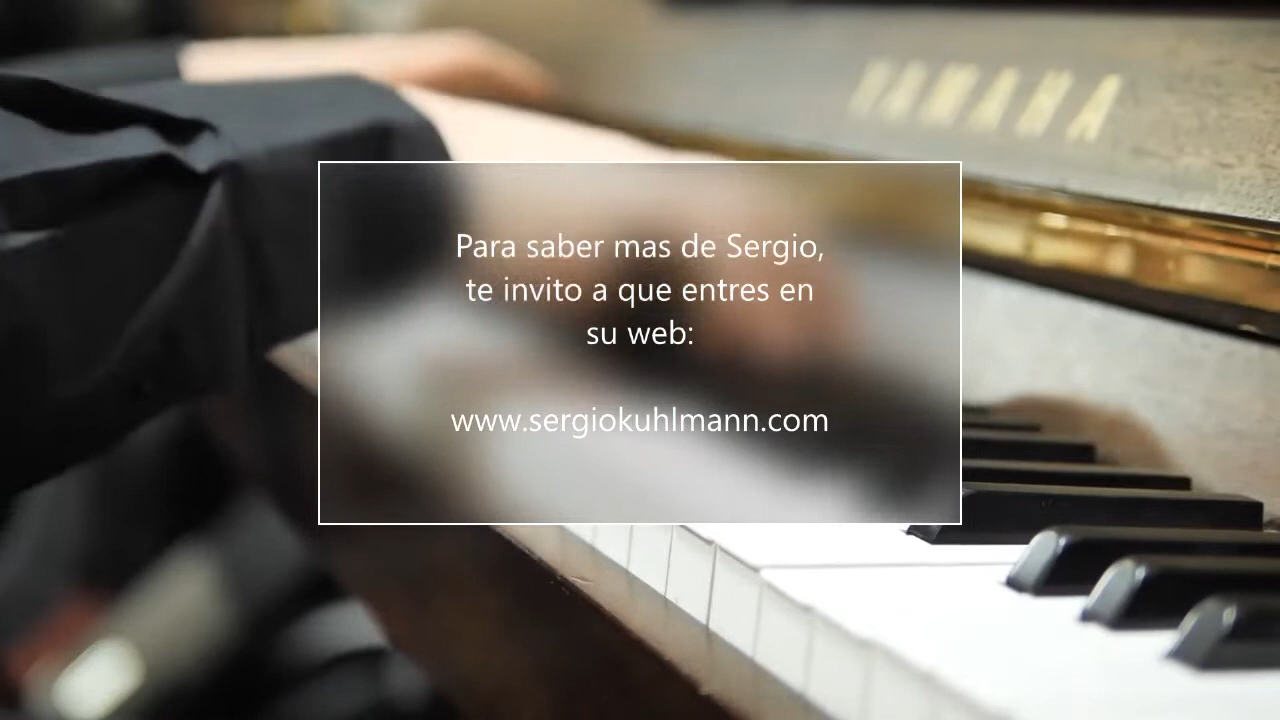 YAMAHA
Para saber mas de Sergio,
te invito a que entres en
su web:
www.sergiokuhlmann.com